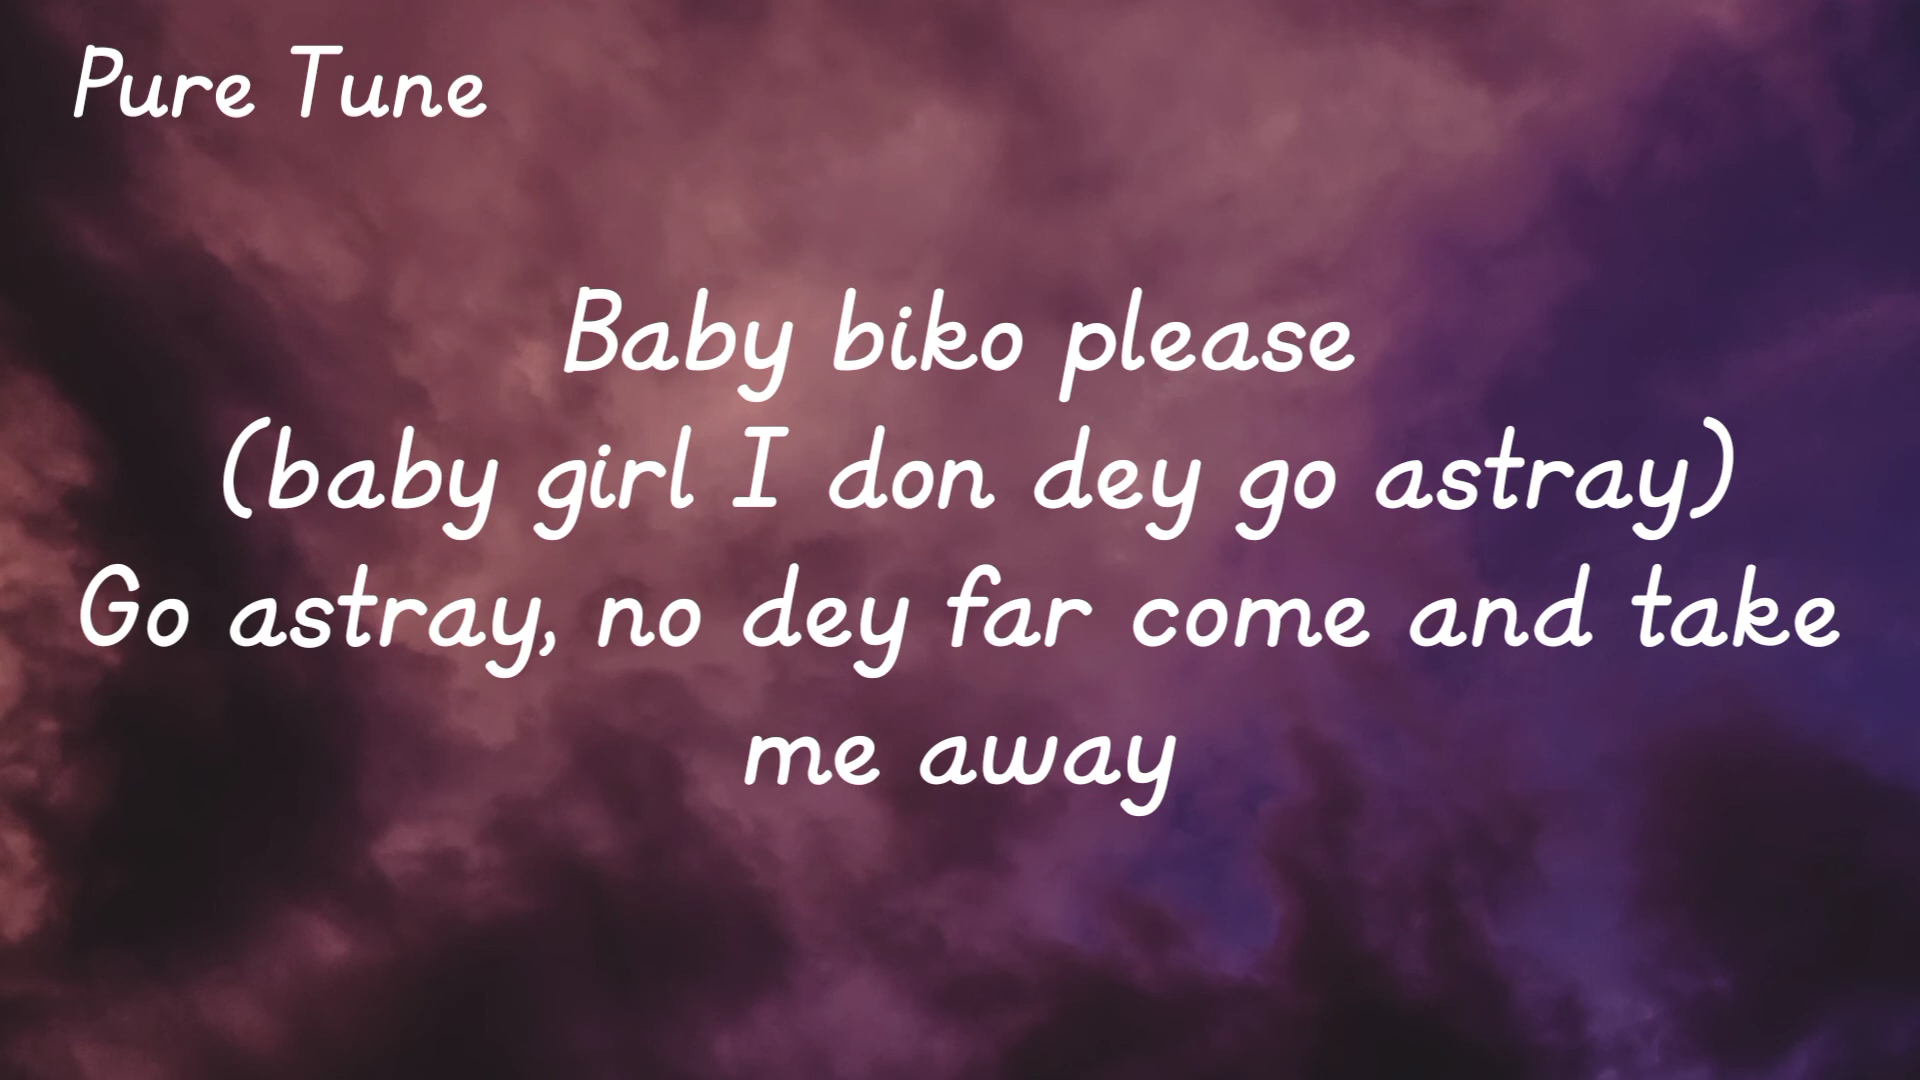 Pure Tune
Baby biko please
(baby girl I don dey go astray)
Go astray, no dey far come and take
me away